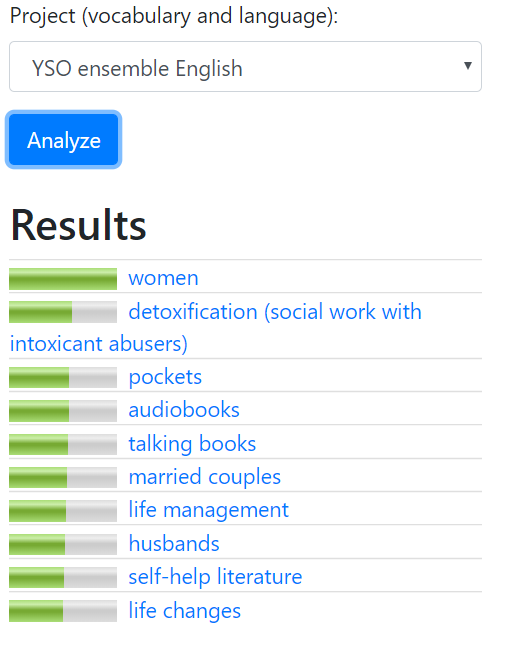 Project (vocabulary and language):
YSO ensemble English
Analyze
Results
women
detoxification (social work with
intoxicant abusers)
pockets
audiobooks
talking books
married couples
life management
husbands
self-help literature
life changes